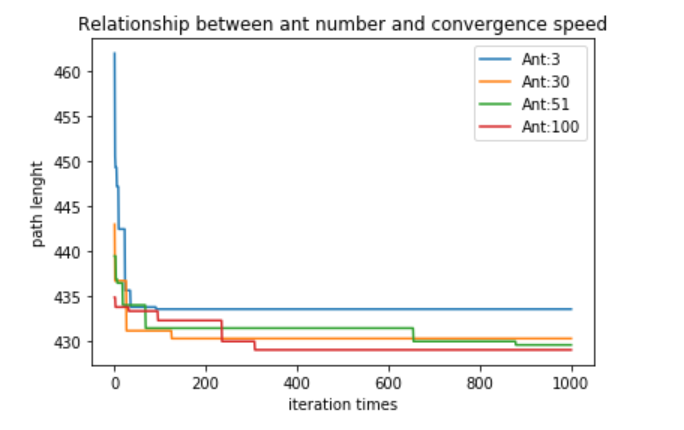 Relationship between ant number and convergence speed
Ant:3
Ant:30
Ant:51
Ant:100
path lenght
460
455
450
445
440
435
430
0 200 400 600 800 1000
iteration times